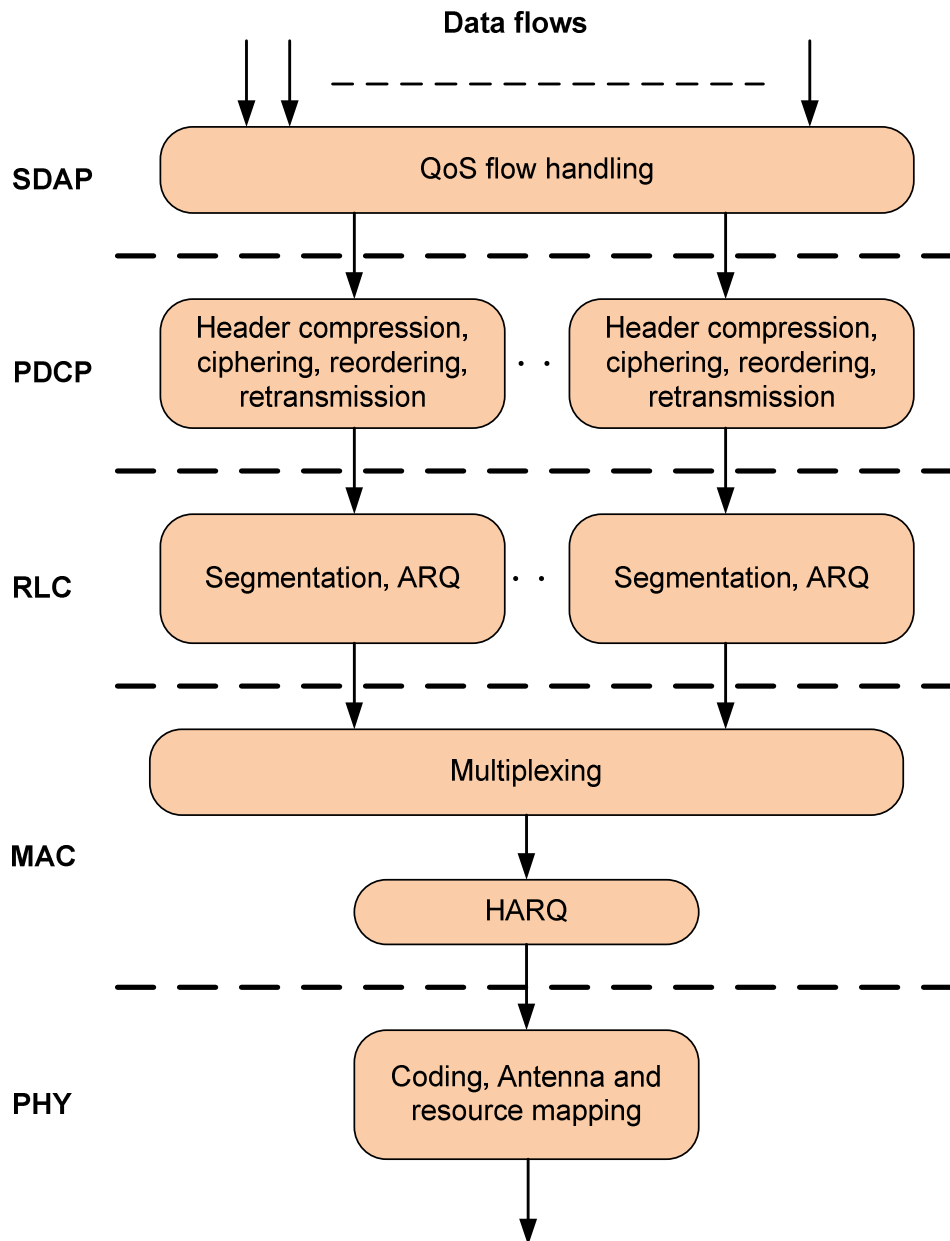 Data flows
SDAP
QoS flow handling
PDCP
Header compression,
ciphering, reordering,
retransmission
. .
Header compression,
ciphering, reordering,
retransmission
RLC
Segmentation, ARQ
. .
Segmentation, ARQ
Multiplexing
MAC
HARQ
PHY
Coding, Antenna and
resource mapping